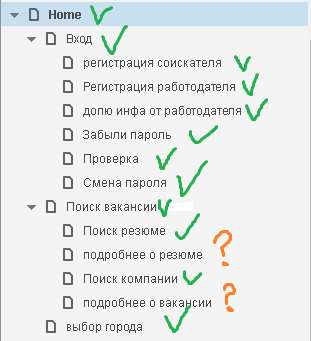 Home
Вход
регистрация соискателя
Регистрация работодателя
допю инфа от работодателя
Забыли пароль
Проверка
Смена пароля
Поиск вакансии
Поиск резюме
подробнее о резюме ?
Поиск компании
подробнее о вакансии ?
выбор города